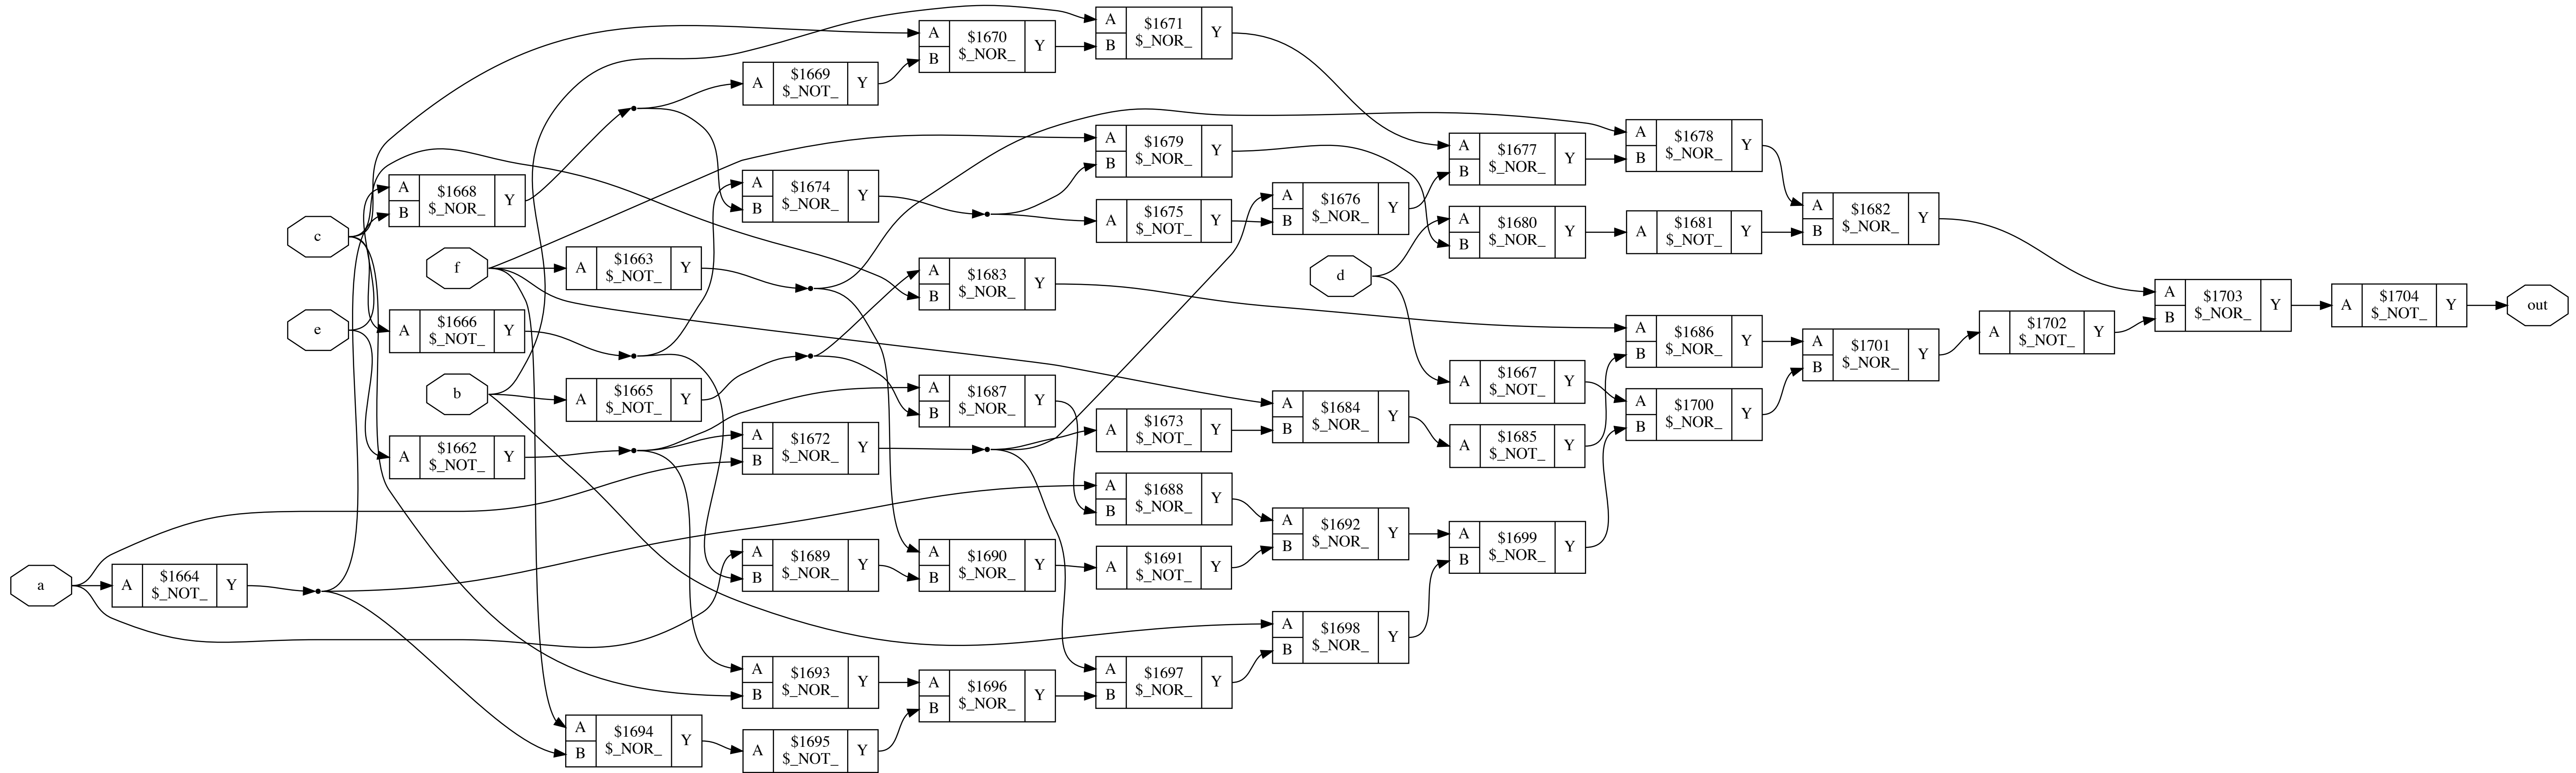 A
B
$1671
$_NOR_
Y
A
B
$1670
$_NOR_
Y
A
$1669
$_NOT_
Y
A
B
$1679
$_NOR_
Y
A
B
$1678
$_NOR_
Y
A
B
$1677
$_NOR_
Y
A
B
$1668
$_NOR_
Y
A
B
$1674
$_NOR_
Y
A
$1675
$_NOT_
Y
A
B
$1676
$_NOR_
Y
A
B
$1680
$_NOR_
Y
A
$1681
$_NOT_
Y
A
B
$1682
$_NOR_
Y
c
f
A
$1663
$_NOT_
Y
A
B
$1683
$_NOR_
Y
d
A
B
$1703
$_NOR_
Y
A
$1704
$_NOT_
Y
out
e
A
$1666
$_NOT_
Y
A
B
$1686
$_NOR_
Y
A
B
$1701
$_NOR_
Y
A
$1702
$_NOT_
Y
b
A
$1665
$_NOT_
Y
A
B
$1687
$_NOR_
Y
A
$1667
$_NOT_
Y
A
B
$1700
$_NOR_
Y
A
$1662
$_NOT_
Y
A
B
$1672
$_NOR_
Y
A
$1673
$_NOT_
Y
A
B
$1684
$_NOR_
Y
A
$1685
$_NOT_
Y
A
B
$1688
$_NOR_
Y
A
B
$1692
$_NOR_
Y
A
B
$1699
$_NOR_
Y
a
A
$1664
$_NOT_
Y
A
B
$1689
$_NOR_
Y
A
B
$1690
$_NOR_
Y
A
$1691
$_NOT_
Y
A
B
$1698
$_NOR_
Y
A
B
$1693
$_NOR_
Y
A
B
$1696
$_NOR_
Y
A
B
$1697
$_NOR_
Y
A
B
$1694
$_NOR_
Y
A
$1695
$_NOT_
Y